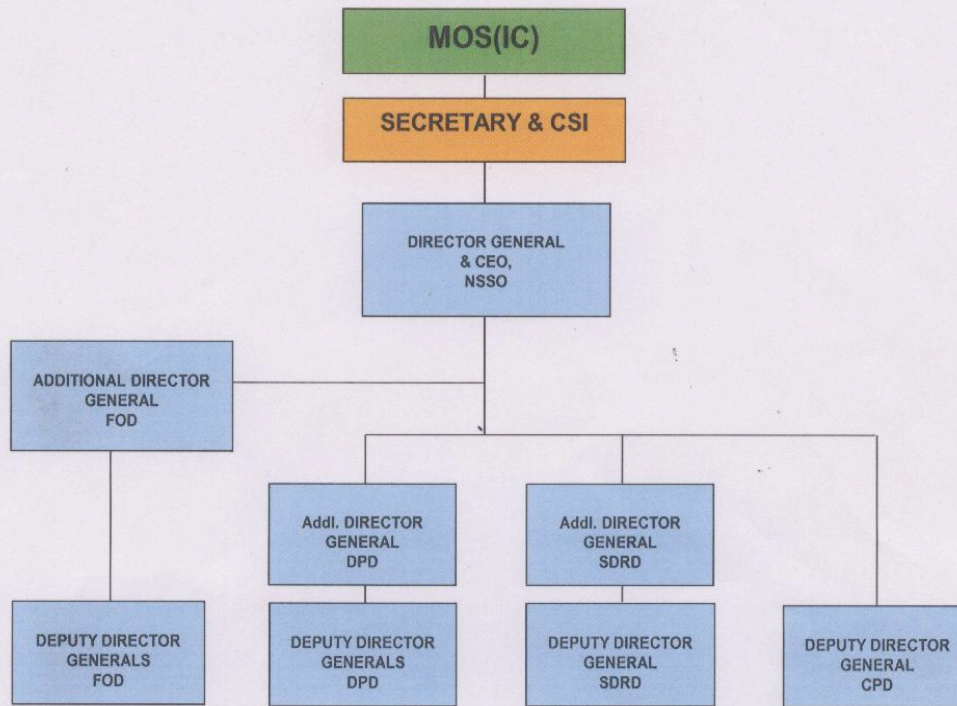 MOS(IC)
SECRETARY & CSI
DIRECTOR GENERAL
& CEO,
NSSO
ADDITIONAL DIRECTOR
GENERAL
FOD
Addl. DIRECTOR
GENERAL
DPD
Addl. DIRECTOR
GENERAL
SDRD
DEPUTY DIRECTOR
GENERALS
FOD
DEPUTY DIRECTOR
GENERALS
DPD
DEPUTY DIRECTOR
GENERAL
SDRD
DEPUTY DIRECTOR
GENERAL
CPD